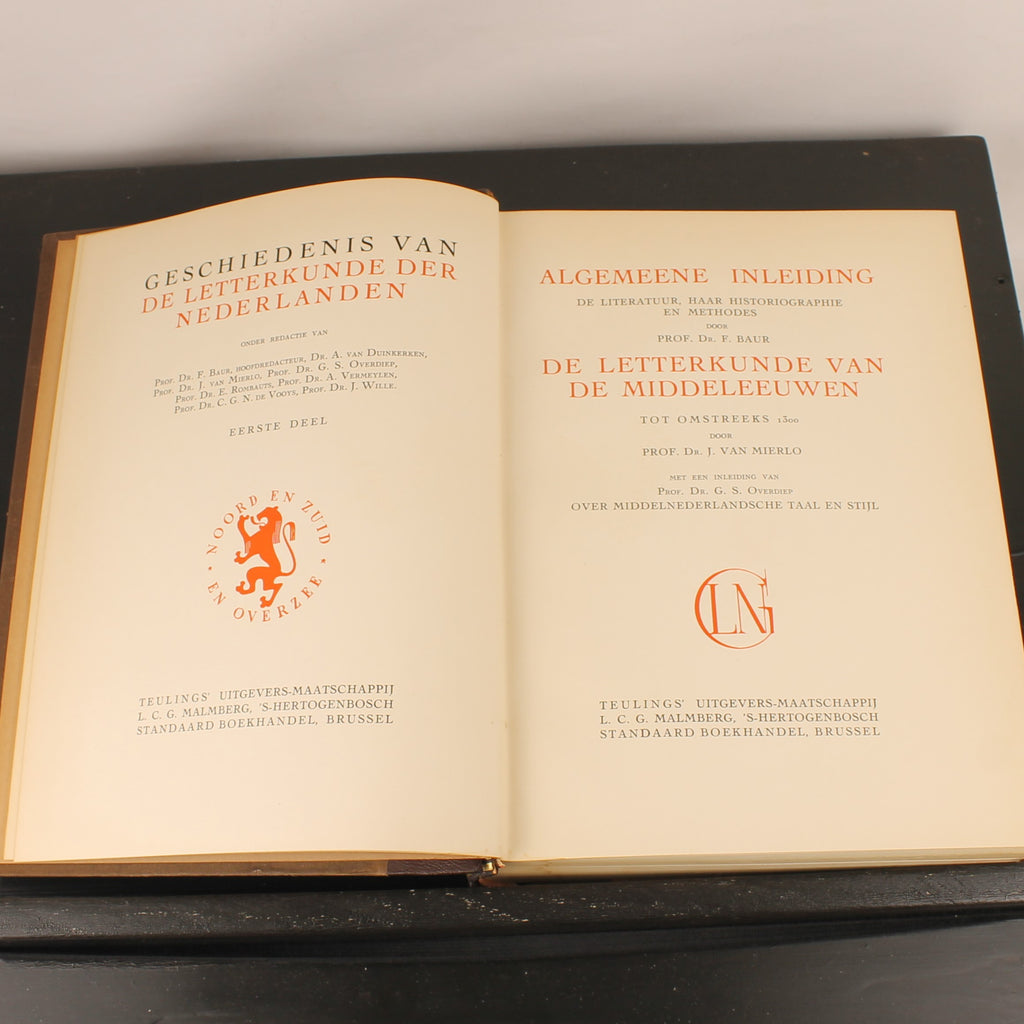 GESCHIEDENIS VAN
DE LETTERKUNDE DER
NEDERLANDEN
ONDER REDACTIE VAN
PROF. DR. F. BAUR, HOOFDREDACTEUR, DR. A. VAN DUINKERKEN,
PROF. DR. J. VAN MIERLO, PROF. DR. G. S. OVERDIEP,
PROF. DR. E. ROMBAUTS, PROF. DR. A. VERMEYLEN,
PROF. DR. C. G. N. DE VOOYS, PROF. DR. J. WILLE.
EERSTE DEEL
NOORD EN ZUID
EN OVERZEE
TEULINGS' UITGEVERS-MAATSCHAPPIJ
L. C. G. MALMBERG, 'S-HERTOGENBOSCH
STANDAARD BOEKHANDEL, BRUSSEL
ALGEMEENE INLEIDING
DE LITERATUUR, HAAR HISTORIOGRAPHIE
EN METHODES
DOOR
PROF. DR. F. BAUR
DE LETTERKUNDE VAN
DE MIDDELEEUWEN
TOT OMSTREEKS 1300
DOOR
PROF. DR. J. VAN MIERLO
MET EEN INLEIDING VAN
PROF. DR. G. S. OVERDIEP
OVER MIDDELNEDERLANDSCHE TAAL EN STIJL
GLN
TEULINGS' UITGEVERS-MAATSCHAPPIJ
L. C. G. MALMBERG, 'S-HERTOGENBOSCH
STANDAARD BOEKHANDEL, BRUSSEL